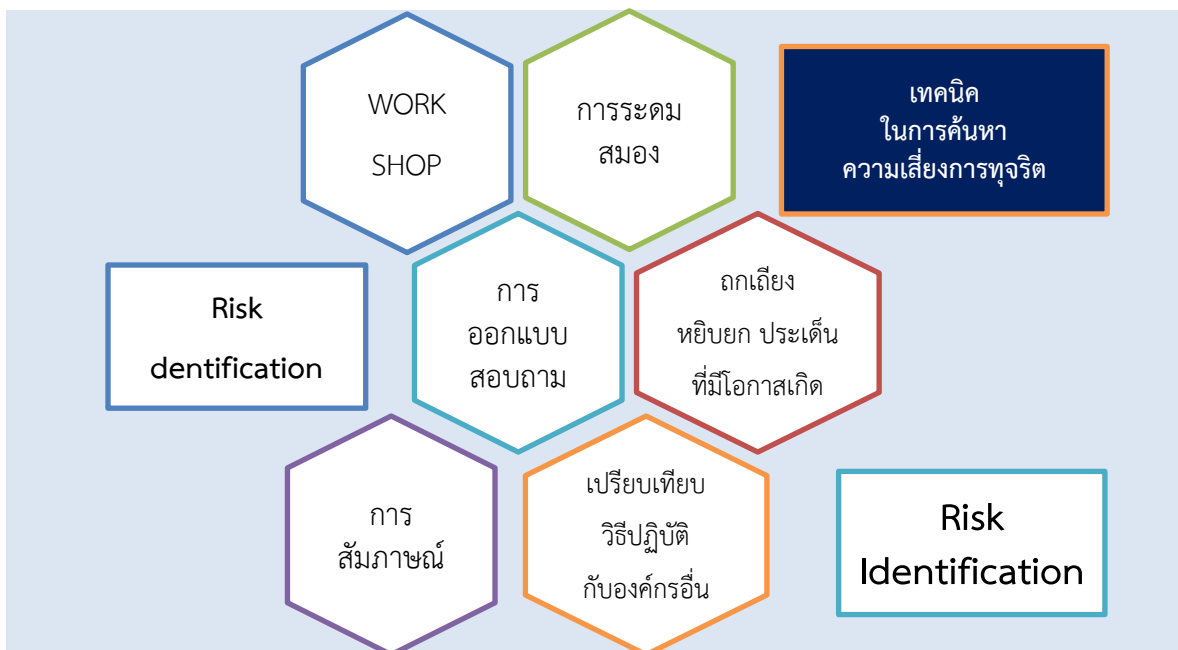 WORK
SHOP
การระดม
สมอง
เทคนิค
ในการค้นหา
ความเสี่ยงการทุจริต
Risk
dentification
การ
ออกแบบ
สอบถาม
ถกเถียง
หยิบยก ประเด็น
ที่มีโอกาสเกิด
การ
สัมภาษณ์
เปรียบเทียบ
วิธีปฏิบัติ
กับองค์กรอื่น
Risk
Identification